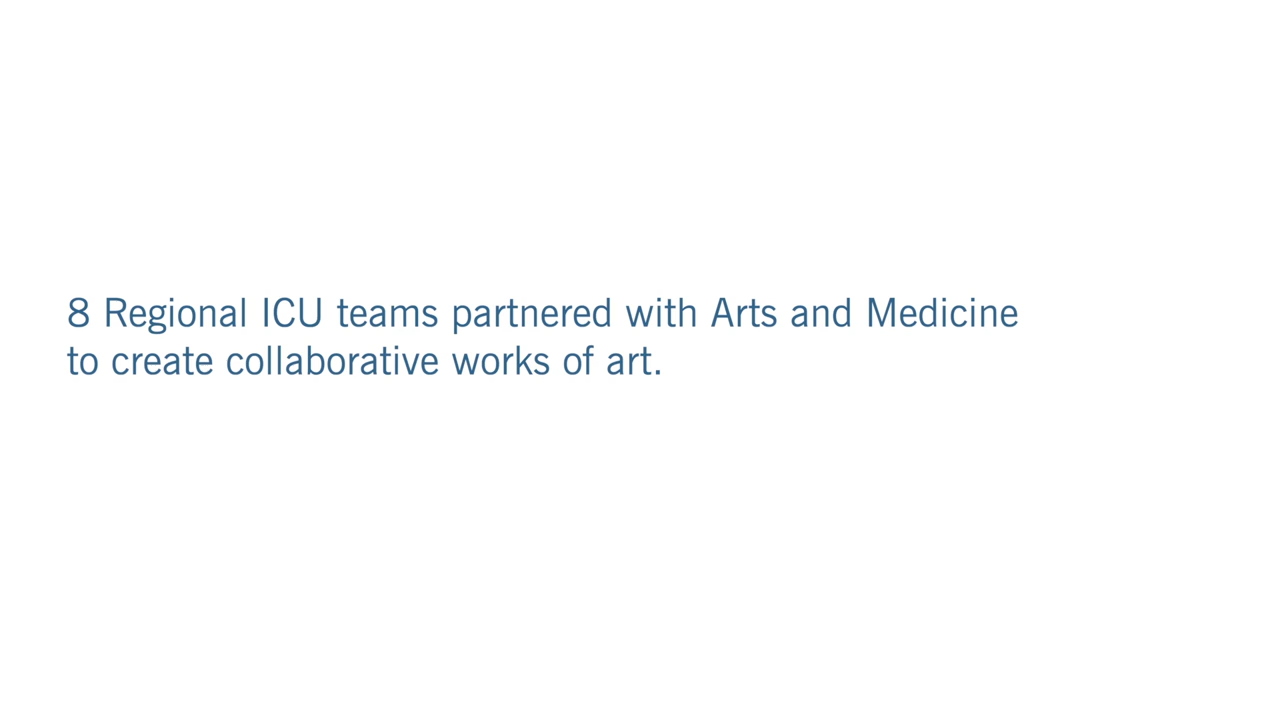 8 Regional ICU teams partnered with Arts and Medicine
to create collaborative works of art.